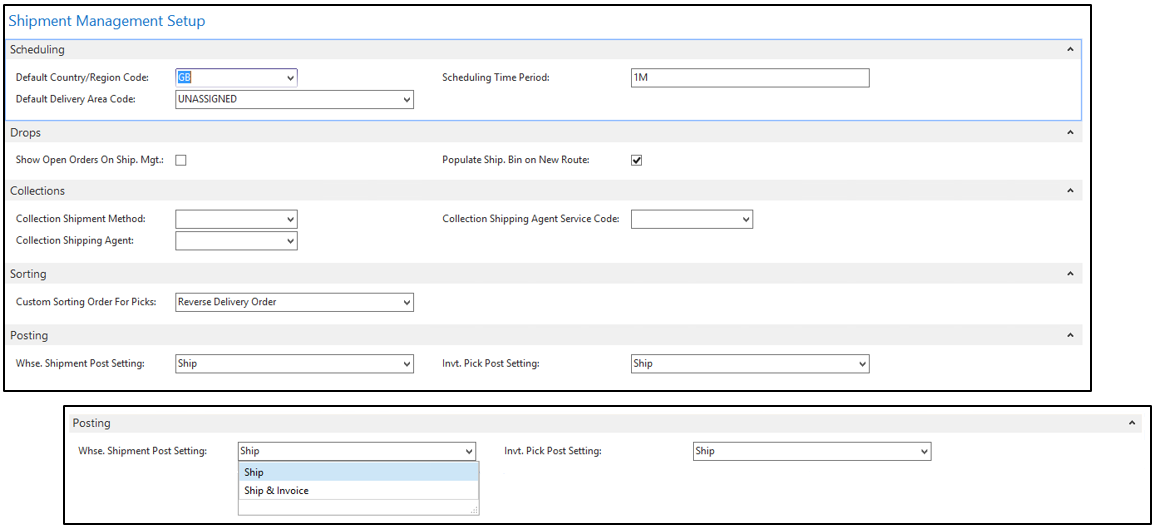 Shipment Management Setup
Scheduling
Default Country/Region Code: GB Scheduling Time Period: 1M
Default Delivery Area Code: UNASSIGNED
Drops
Show Open Orders On Ship. Mgt.: Populate Ship. Bin on New Route:
Collections
Collection Shipment Method: Collection Shipping Agent Service Code:
Collection Shipping Agent:
Sorting
Custom Sorting Order For Picks: Reverse Delivery Order
Posting
Whse. Shipment Post Setting: Ship Invt. Pick Post Setting: Ship
Posting
Whse. Shipment Post Setting: Ship Invt. Pick Post Setting: Ship
Ship
Ship & Invoice